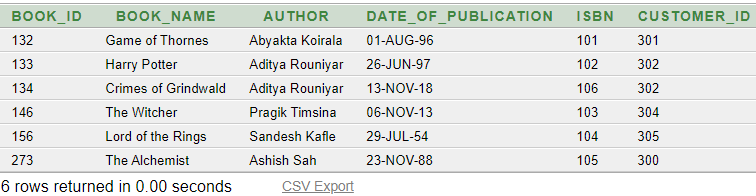 BOOK_ID BOOK_NAME AUTHOR DATE_OF_PUBLICATION ISBN CUSTOMER_ID
132 Game of Thornes Abyakta Koirala 01-AUG-96 101 301
133 Harry Potter Aditya Rouniyar 26-JUN-97 102 302
134 Crimes of Grindwald Aditya Rouniyar 13-NOV-18 106 302
146 The Witcher Pragik Timsina 06-NOV-13 103 304
156 Lord of the Rings Sandesh Kafle 29-JUL-54 104 305
273 The Alchemist Ashish Sah 23-NOV-88 105 300
6 rows returned in 0.00 seconds CSV Export